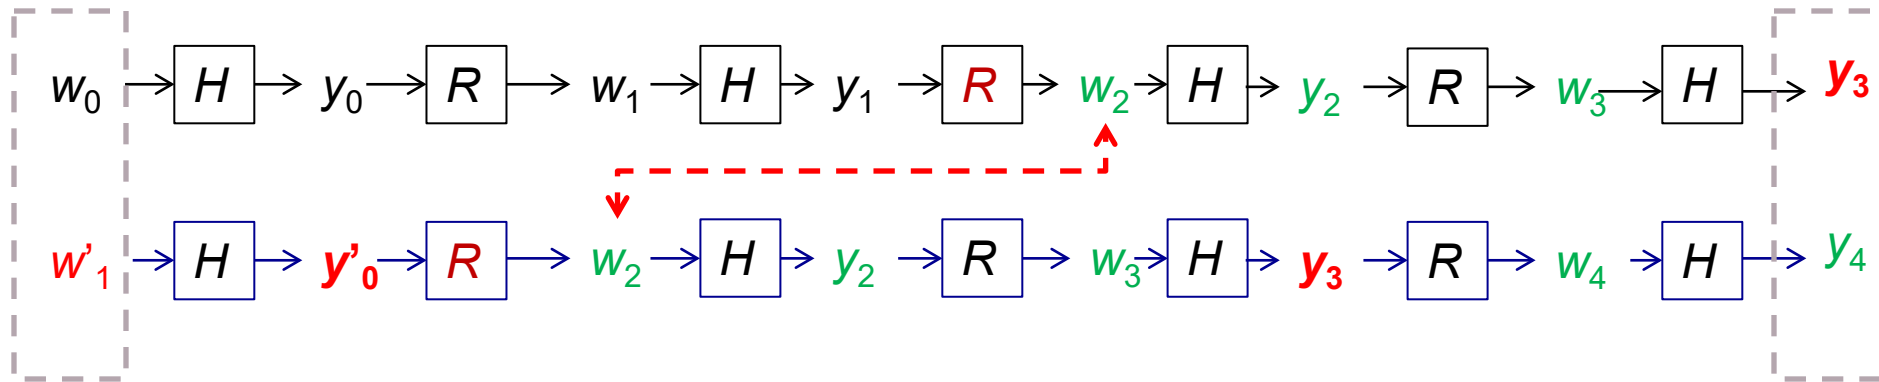 w₀ H y₀ R w₁ H y₁ R w₂ H y₂ R w₃ H y₃
w'₁ H y'₀ R w₂ H y₂ R w₃ H y₃ R w₄ H y₄